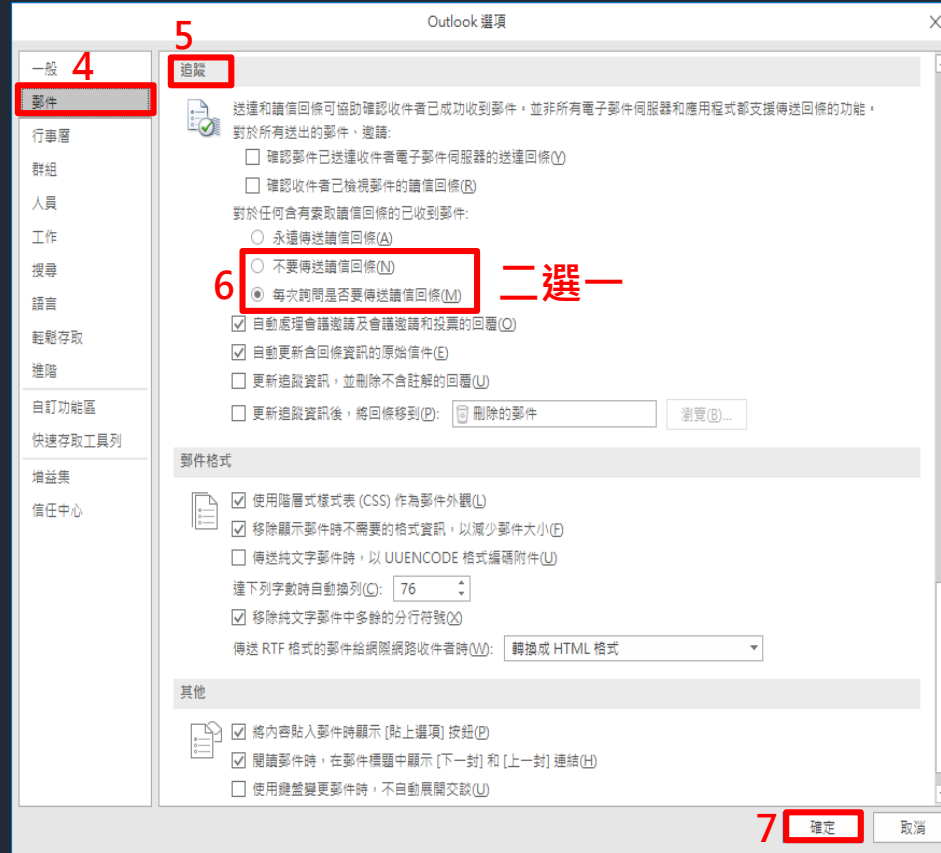 Outlook 選項
5
一般
4
郵件
行事曆
群組
人員
工作
搜尋
語言
輕鬆存取
進階
自訂功能區
快速存取工具列
增益集
信任中心
追蹤
送達和讀信回條可協助確認收件者已成功收到郵件。並非所有電子郵件伺服器和應用程式都支援傳送回條的功能。
對於所有送出的郵件、邀請:
確認郵件已送達收件者電子郵件伺服器的送達回條(Y)
確認收件者已檢視郵件的讀信回條(R)
對於任何含有索取讀信回條的已收到郵件:
永遠傳送讀信回條(A)
6
不要傳送讀信回條(N)
每次詢問是否要傳送讀信回條(M)
二選一
自動處理會議邀請及會議邀請和投票的回覆(O)
自動更新含回條資訊的原始信件(E)
更新追蹤資訊，並刪除不含註解的回覆(U)
更新追蹤資訊後，將回條移到(P): 刪除的郵件 瀏覽(B)...
郵件格式
使用階層式樣式表 (CSS) 作為郵件外觀(L)
移除顯示郵件時不需要的格式資訊，以減少郵件大小(F)
傳送純文字郵件時，以 UUENCODE 格式編碼附件(U)
達下列字數時自動換列(C): 76
移除純文字郵件中多餘的分行符號(X)
傳送 RTF 格式的郵件給網際網路收件者時(W): 轉換成 HTML 格式
其他
將內容貼入郵件時顯示 [貼上選項] 按鈕(P)
閱讀郵件時，在郵件標題中顯示 [下一封] 和 [上一封] 連結(H)
使用鍵盤變更郵件時，不自動展開交談(U)
7
確定 取消